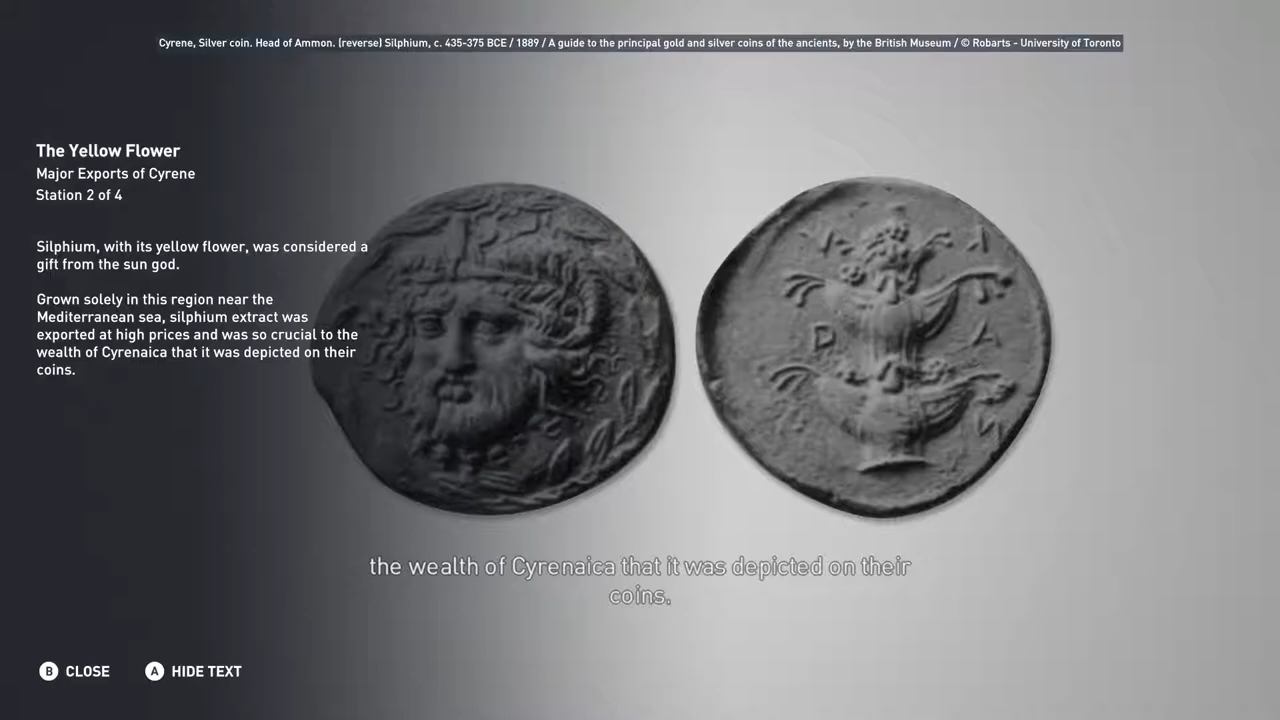 Cyrene, Silver coin. Head of Ammon. (reverse) Silphium, c. 435-375 BCE / 1889 / A guide to the principal gold and silver coins of the ancients, by the British Museum / © Robarts - University of Toronto
The Yellow Flower
Major Exports of Cyrene
Station 2 of 4
Silphium, with its yellow flower, was considered a
gift from the sun god.
Grown solely in this region near the
Mediterranean sea, silphium extract was
exported at high prices and was so crucial to the
wealth of Cyrenaica that it was depicted on their
coins.
the wealth of Cyrenaica that it was depicted on their
coins.
B CLOSE A HIDE TEXT